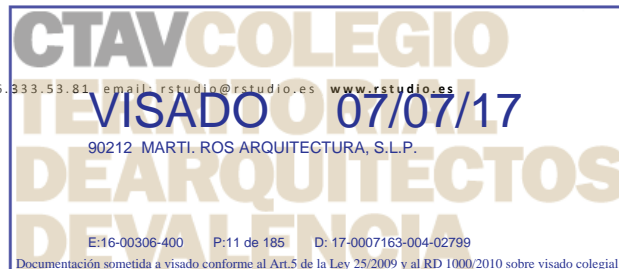 CTAVCOLEGIO
5.333.53.81 email: rstudio@rstudio.es www.rstudio.es
TERRITORIAL
VISADO 07/07/17
90212 MARTI. ROS ARQUITECTURA, S.L.P.
DEARQUITECTOS
DEVALENCIA
E:16-00306-400 P:11 de 185 D: 17-0007163-004-02799
Documentación sometida a visado conforme al Art.5 de la Ley 25/2009 y al RD 1000/2010 sobre visado colegial